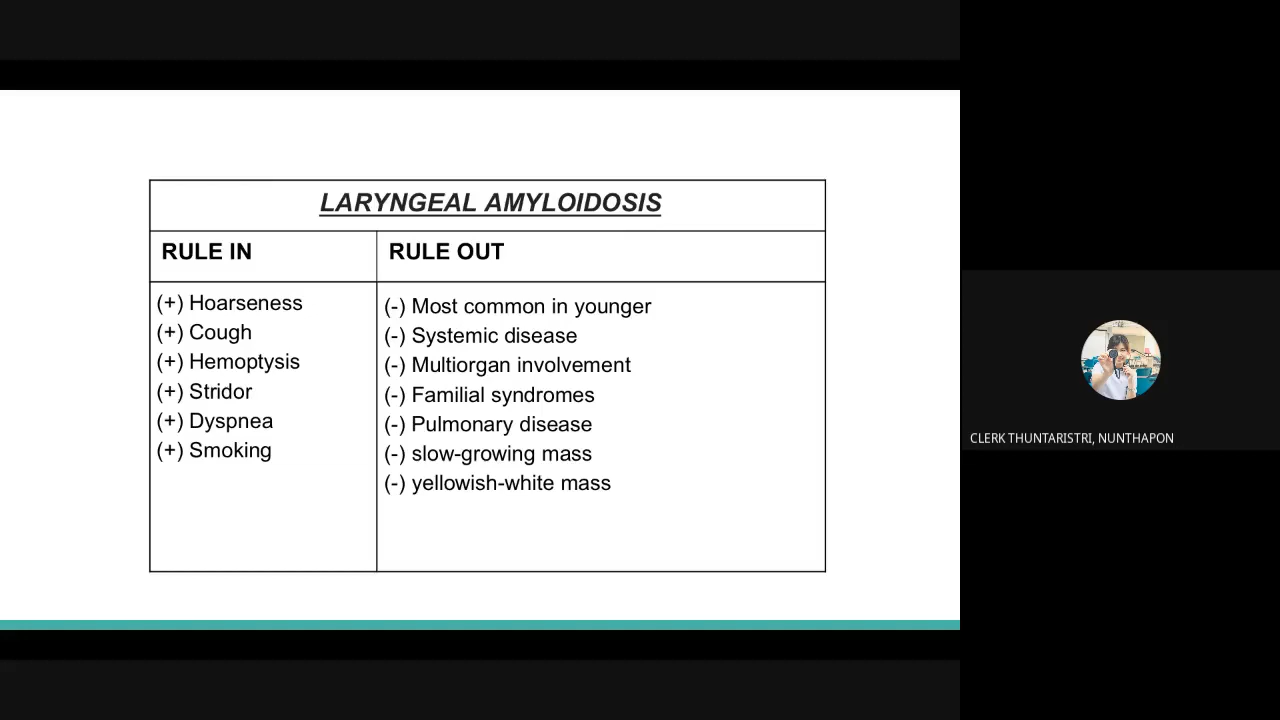 LARYNGEAL AMYLOIDOSIS
RULE IN
RULE OUT
(+) Hoarseness
(+) Cough
(+) Hemoptysis
(+) Stridor
(+) Dyspnea
(+) Smoking
(-) Most common in younger
(-) Systemic disease
(-) Multiorgan involvement
(-) Familial syndromes
(-) Pulmonary disease
(-) slow-growing mass
(-) yellowish-white mass
CLERK THUNTARISTRI, NUNTHAPON